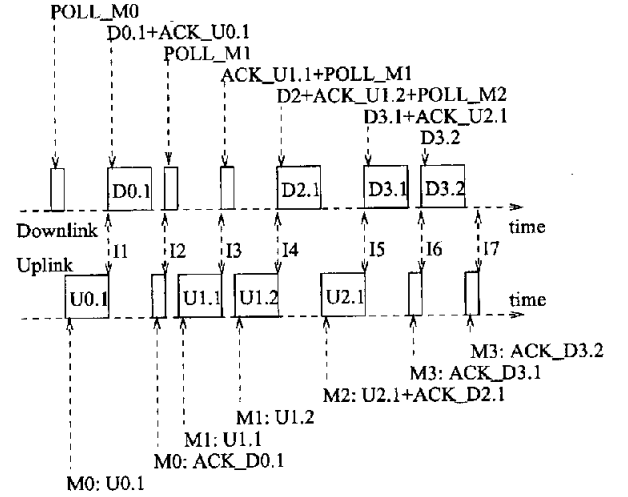 POLL_M0
D0.1+ACK_U0.1
POLL_M1
ACK_U1.1+POLL_M1
D2+ACK_U1.2+POLL_M2
D3.1+ACK_U2.1
D3.2
D0.1 D2.1 D3.1 D3.2
Downlink time
I1 I2 I3 I4 I5 I6 I7
Uplink
U0.1 U1.1 U1.2 U2.1 time
M3: ACK_D3.2
M3: ACK_D3.1
M2: U2.1+ACK_D2.1
M1: U1.2
M1: U1.1
M0: ACK_D0.1
M0: U0.1